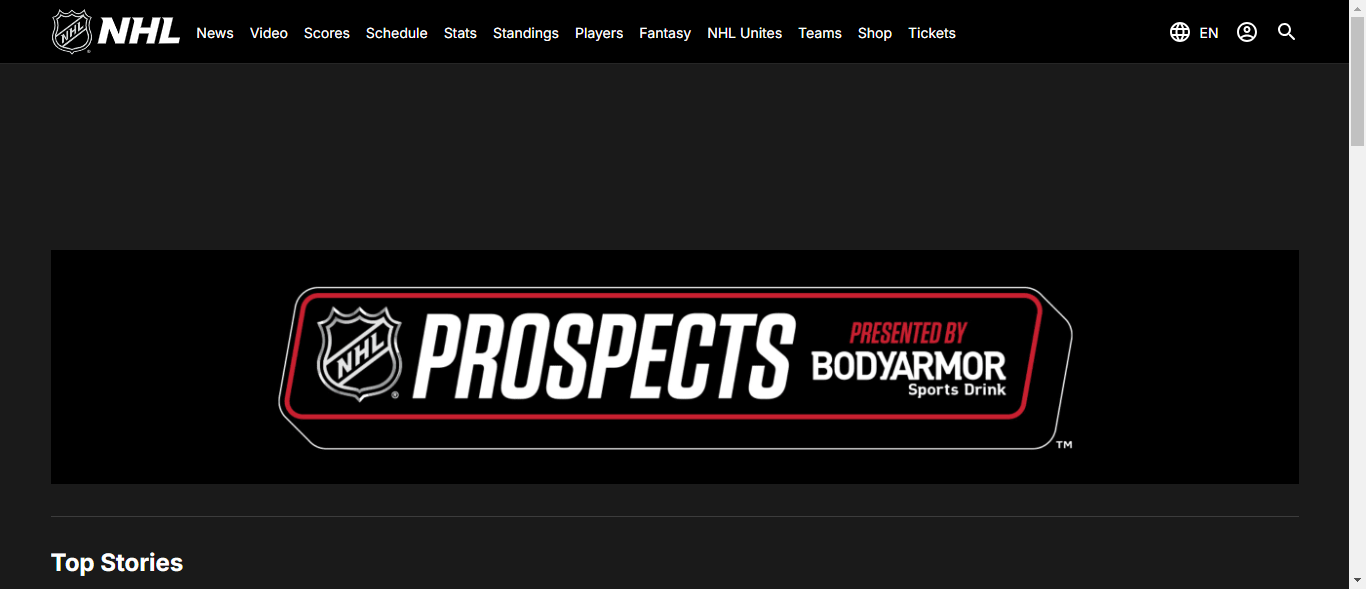 NHL NHL News Video Scores Schedule Stats Standings Players Fantasy NHL Unites Teams Shop Tickets EN
NHL ® PROSPECTS PRESENTED BY
BODYARMOR
Sports Drink
TM
Top Stories